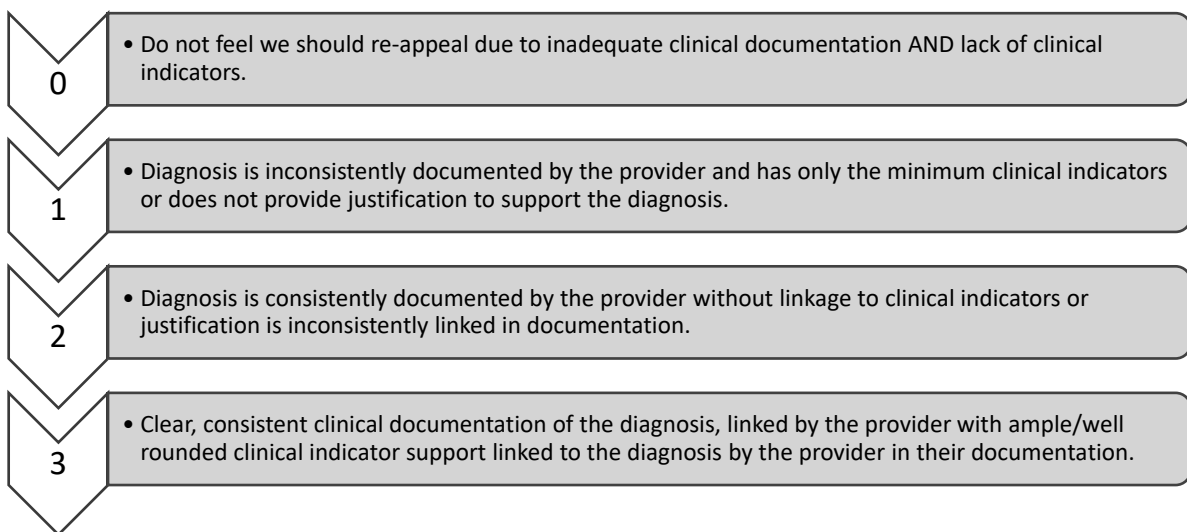 0
• Do not feel we should re-appeal due to inadequate clinical documentation AND lack of clinical
indicators.
1
• Diagnosis is inconsistently documented by the provider and has only the minimum clinical indicators
or does not provide justification to support the diagnosis.
2
• Diagnosis is consistently documented by the provider without linkage to clinical indicators or
justification is inconsistently linked in documentation.
3
• Clear, consistent clinical documentation of the diagnosis, linked by the provider with ample/well
rounded clinical indicator support linked to the diagnosis by the provider in their documentation.